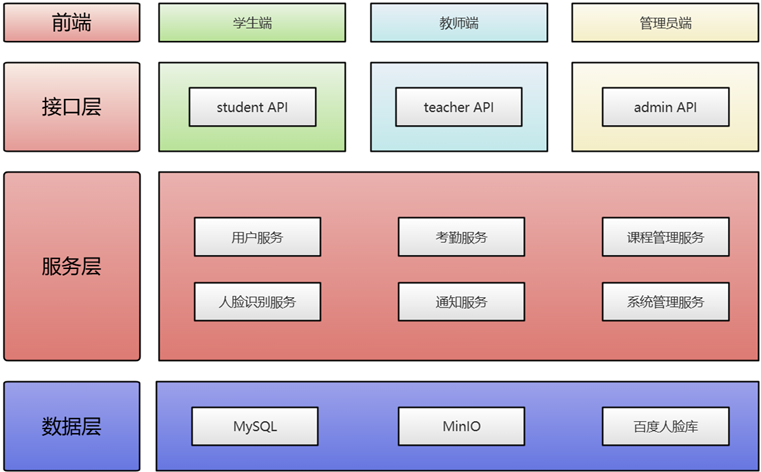 前端
学生端
教师端
管理员端
接口层
student API
teacher API
admin API
服务层
用户服务
考勤服务
课程管理服务
人脸识别服务
通知服务
系统管理服务
数据层
MySQL
MinIO
百度人脸库